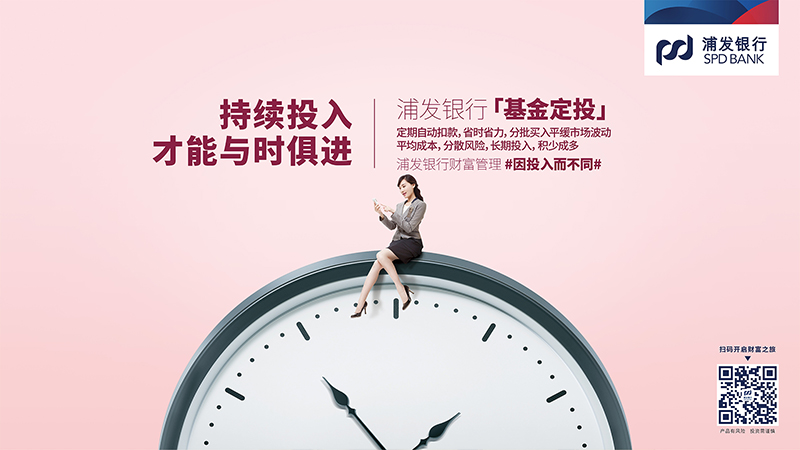 浦发银行
SPD BANK
持续投入
才能与时俱进
浦发银行「基金定投」
定期自动扣款，省时省力，分批买入平缓市场波动
平均成本，分散风险，长期投入，积少成多
浦发银行财富管理 #因投入而不同#
扫码开启财富之旅
产品有风险 投资需谨慎